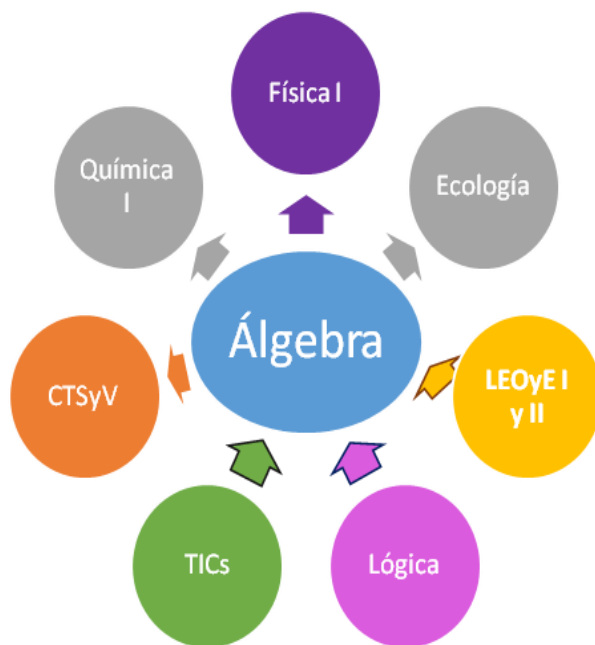 Física I
Química
I
Ecología
Álgebra
CTSyV
LEOyE I
y II
TICs
Lógica